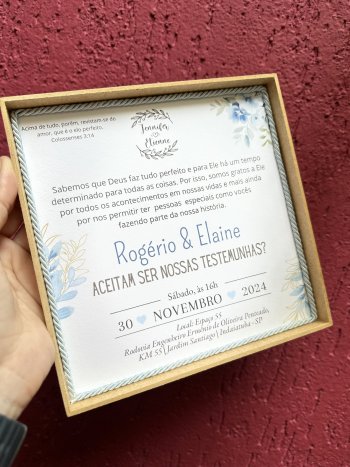 Acima de tudo, porém, revistam-se do
amor, que é o elo perfeito.
Colossenses 3:14
Jennifer
&
Etienne
Sabemos que Deus faz tudo perfeito e para Ele há um tempo
determinado para todas as coisas. Por isso, somos gratos a Ele
por todos os acontecimentos em nossas vidas e mais ainda
por nos permitir ter pessoas especiais como vocês
fazendo parte da nossa história.
Rogério & Elaine
ACEITAM SER NOSSAS TESTEMUNHAS?
Sábado, às 16h
30 NOVEMBRO 2024
Local: Espaço 55
Rodovia Engenheiro Ermênio de Oliveira Penteado,
KM 55 | Jardim Santiago | Indaiatuba - SP